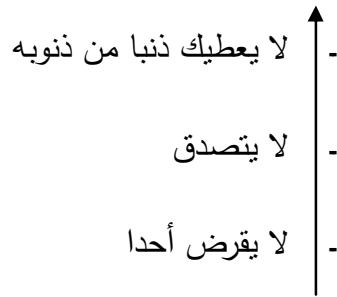 - لا يعطيك ذنبا من ذنوبه
- لا يتصدق
- لا يقرض أحدا